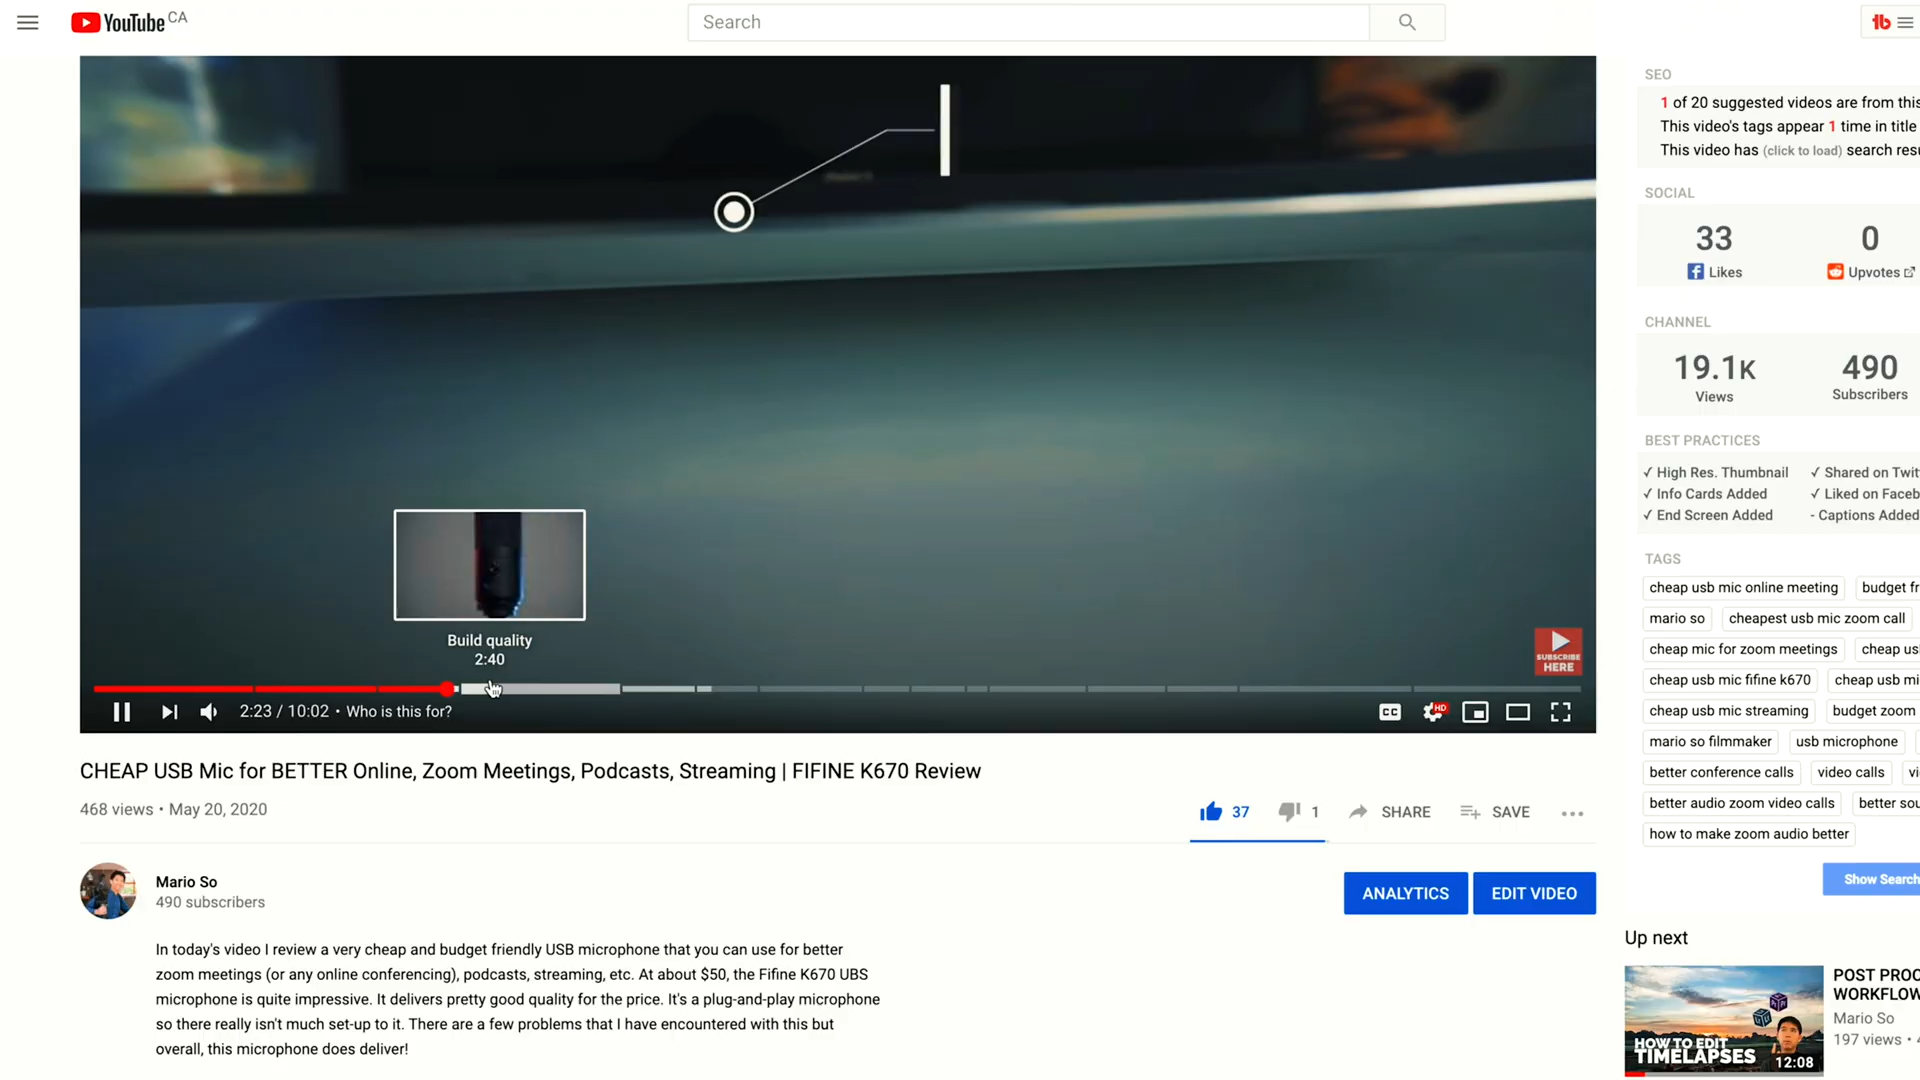 YouTube CA
Search
SUBSCRIBE
HERE
Build quality
2:40
2:23 / 10:02 • Who is this for?
CC
HD
CHEAP USB Mic for BETTER Online, Zoom Meetings, Podcasts, Streaming | FIFINE K670 Review
468 views • May 20, 2020
37
1
SHARE
SAVE
Mario So
490 subscribers
ANALYTICS
EDIT VIDEO
In today's video I review a very cheap and budget friendly USB microphone that you can use for better
zoom meetings (or any online conferencing), podcasts, streaming, etc. At about $50, the Fifine K670 UBS
microphone is quite impressive. It delivers pretty good quality for the price. It's a plug-and-play microphone
so there really isn't much set-up to it. There are a few problems that I have encountered with this but
overall, this microphone does deliver!
SEO
1 of 20 suggested videos are from this
This video's tags appear 1 time in title
This video has (click to load) search resu
SOCIAL
33 0
Likes Upvotes
CHANNEL
19.1K 490
Views Subscribers
BEST PRACTICES
✓ High Res. Thumbnail ✓ Shared on Twit
✓ Info Cards Added ✓ Liked on Faceb
✓ End Screen Added - Captions Added
TAGS
cheap usb mic online meeting budget fr
mario so cheapest usb mic zoom call
cheap mic for zoom meetings cheap us
cheap usb mic fifine k670 cheap usb mi
cheap usb mic streaming budget zoom
mario so filmmaker usb microphone
better conference calls video calls vi
better audio zoom video calls better sou
how to make zoom audio better
Show Search
Up next
HOW TO EDIT
TIMELAPSES
12:08
POST PROC
WORKFLOW
Mario So
197 views •